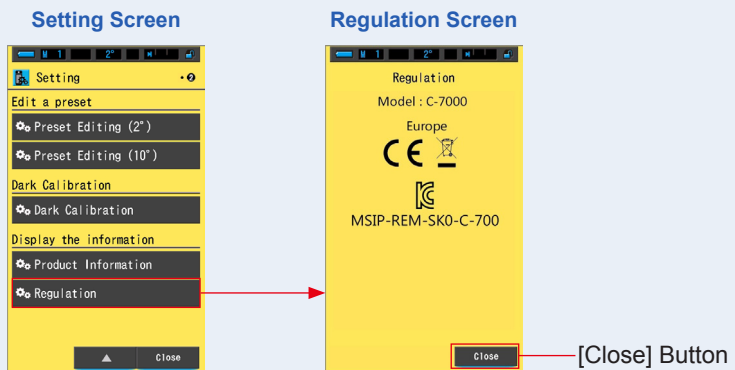 Setting Screen
M 1 2° M
Setting ・❷
Edit a preset
Preset Editing (2°)
Preset Editing (10°)
Dark Calibration
Dark Calibration
Display the information
Product Information
Regulation
▲ Close
Regulation Screen
M 1 2° M
Regulation
Model : C-7000
Europe
CE
MSIP-REM-SK0-C-700
Close
[Close] Button